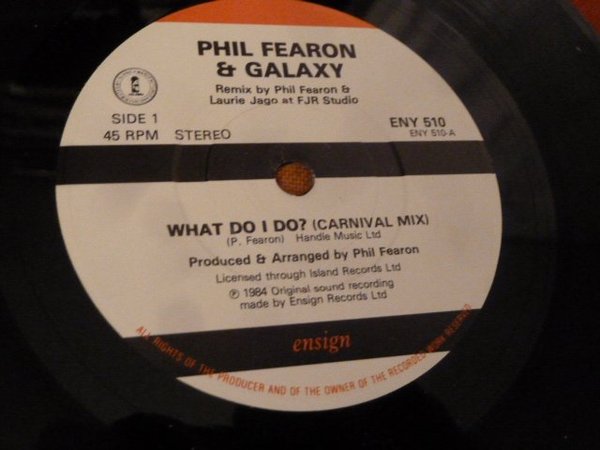 PHIL FEARON
& GALAXY
Remix by Phil Fearon &
Laurie Jago at FJR Studio
SIDE 1
45 RPM STEREO
ENY 510
ENY 510-A
WHAT DO I DO? (CARNIVAL MIX)
(P. Fearon) Handle Music Ltd
Produced & Arranged by Phil Fearon
Licensed through Island Records Ltd
℗ 1984 Original sound recording
made by Ensign Records Ltd
ensign
ALL RIGHTS OF THE PRODUCER AND OF THE OWNER OF THE RECORDED WORK RESERVED